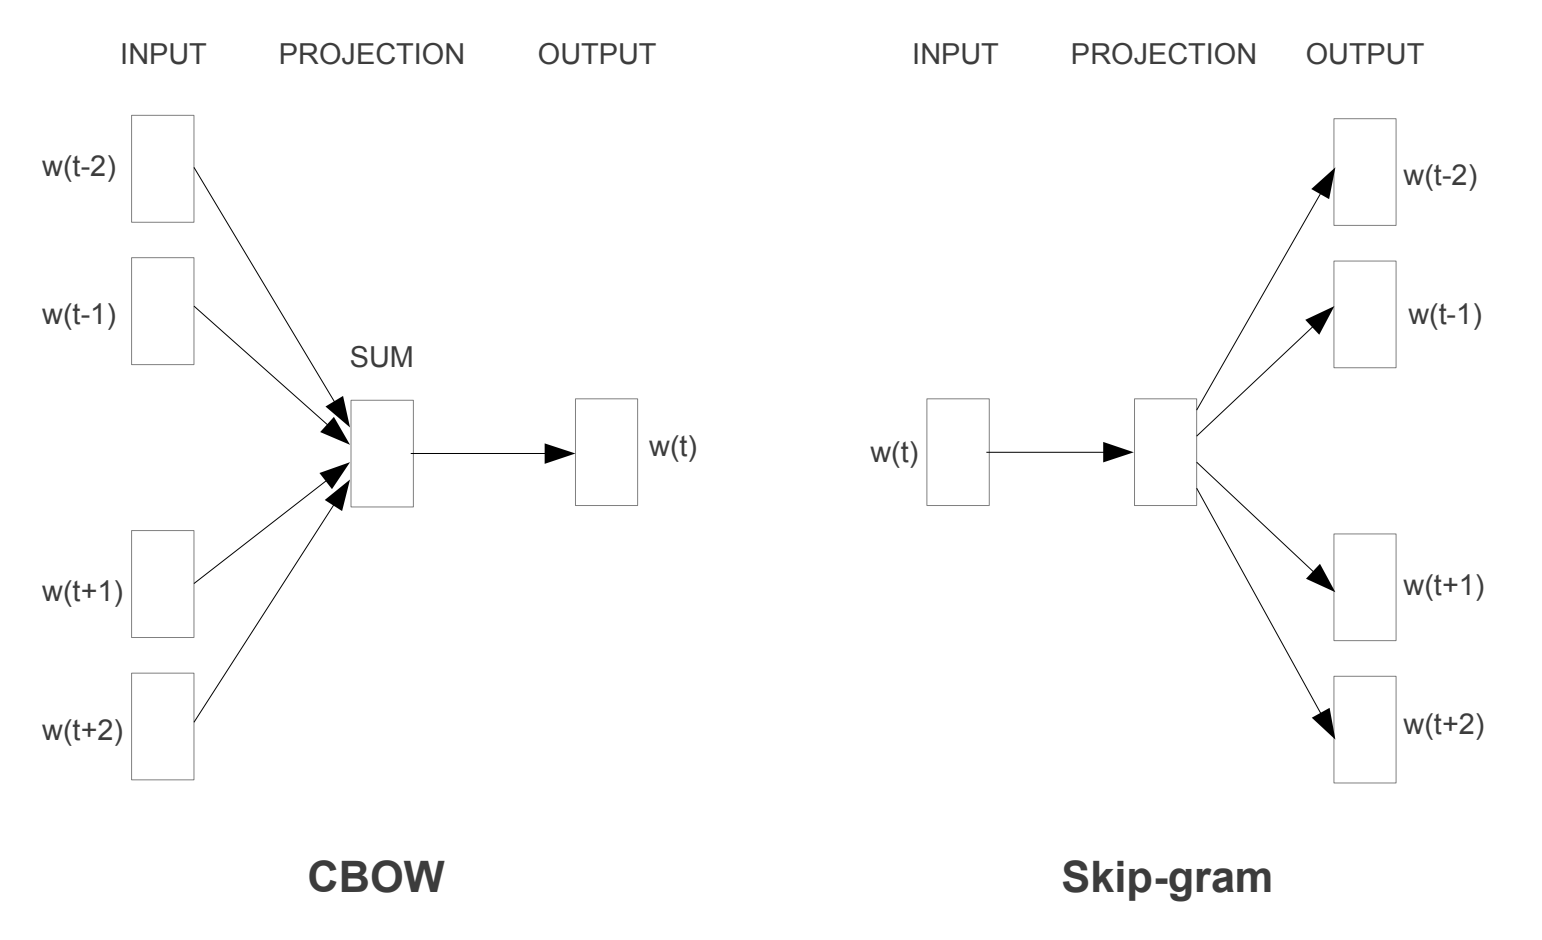 INPUT PROJECTION OUTPUT
w(t-2)
w(t-1)
SUM
w(t)
w(t+1)
w(t+2)
CBOW
INPUT PROJECTION OUTPUT
w(t-2)
w(t-1)
w(t)
w(t+1)
w(t+2)
Skip-gram